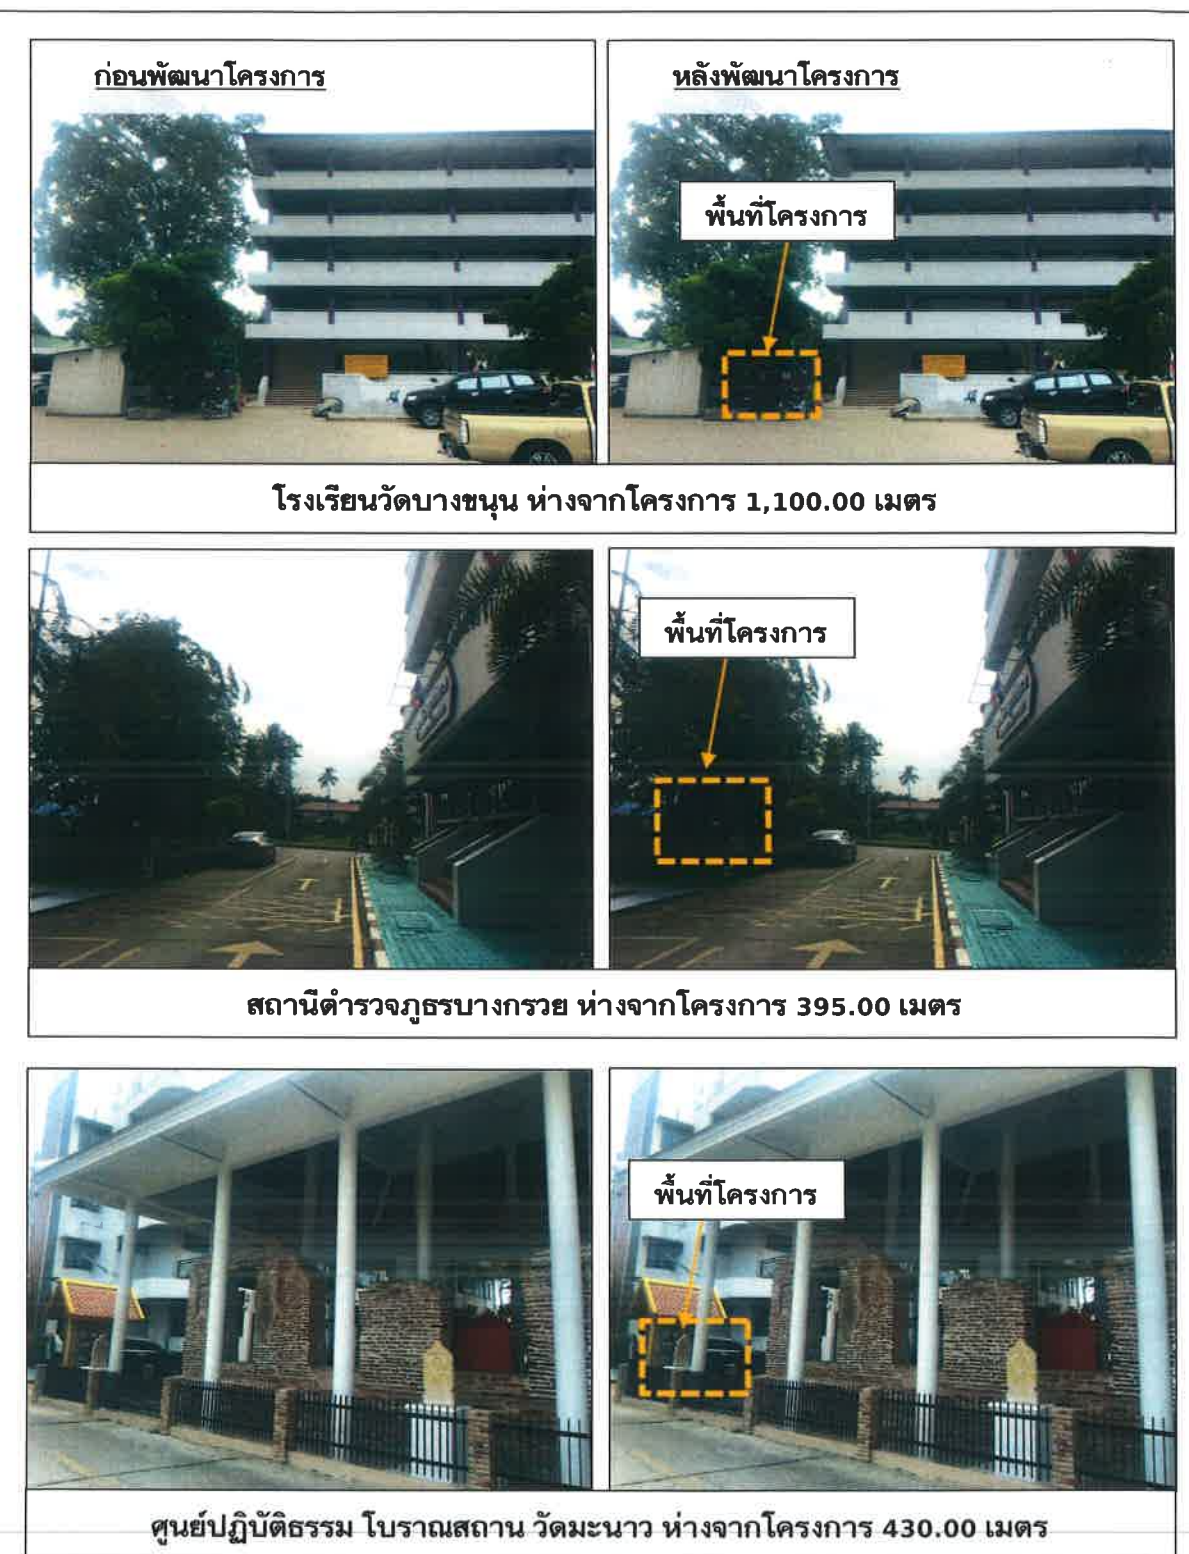 ก่อนพัฒนาโครงการ
หลังพัฒนาโครงการ
พื้นที่โครงการ
โรงเรียนวัดบางขนุน ห่างจากโครงการ 1,100.00 เมตร
พื้นที่โครงการ
สถานีตำรวจภูธรบางกรวย ห่างจากโครงการ 395.00 เมตร
พื้นที่โครงการ
ศูนย์ปฏิบัติธรรม โบราณสถาน วัดมะนาว ห่างจากโครงการ 430.00 เมตร